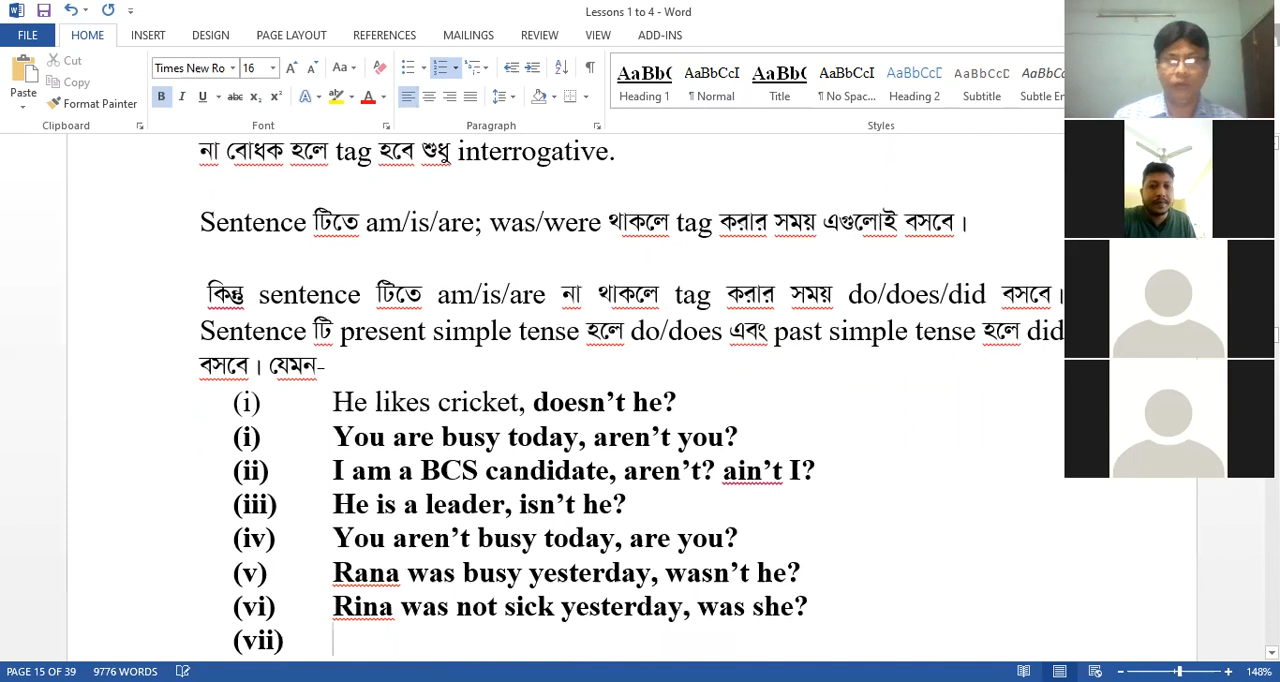 Lessons 1 to 4 - Word
FILE HOME INSERT DESIGN PAGE LAYOUT REFERENCES MAILINGS REVIEW VIEW ADD-INS
Paste Cut Copy Format Painter
Times New Ro 16 Aa
B I U abc X₂ X² A A
AaBb( AaBbCcI AaBb( AaBbCcI AaBbCcD AaBbCcD AaBbCcD
Heading 1 ¶ Normal Title ¶ No Spac... Heading 2 Subtitle Subtle En
Clipboard Font Paragraph Styles
না বোধক হলে tag হবে শুধু interrogative.
Sentence টিতে am/is/are; was/were থাকলে tag করার সময় এগুলোই বসবে।
কিন্তু sentence টিতে am/is/are না থাকলে tag করার সময় do/does/did বসবে।
Sentence টি present simple tense হলে do/does এবং past simple tense হলে did
বসবে। যেমন-
(i) He likes cricket, doesn’t he?
(i) You are busy today, aren’t you?
(ii) I am a BCS candidate, aren’t? ain’t I?
(iii) He is a leader, isn’t he?
(iv) You aren’t busy today, are you?
(v) Rana was busy yesterday, wasn’t he?
(vi) Rina was not sick yesterday, was she?
(vii)
PAGE 15 OF 39 9776 WORDS 148%